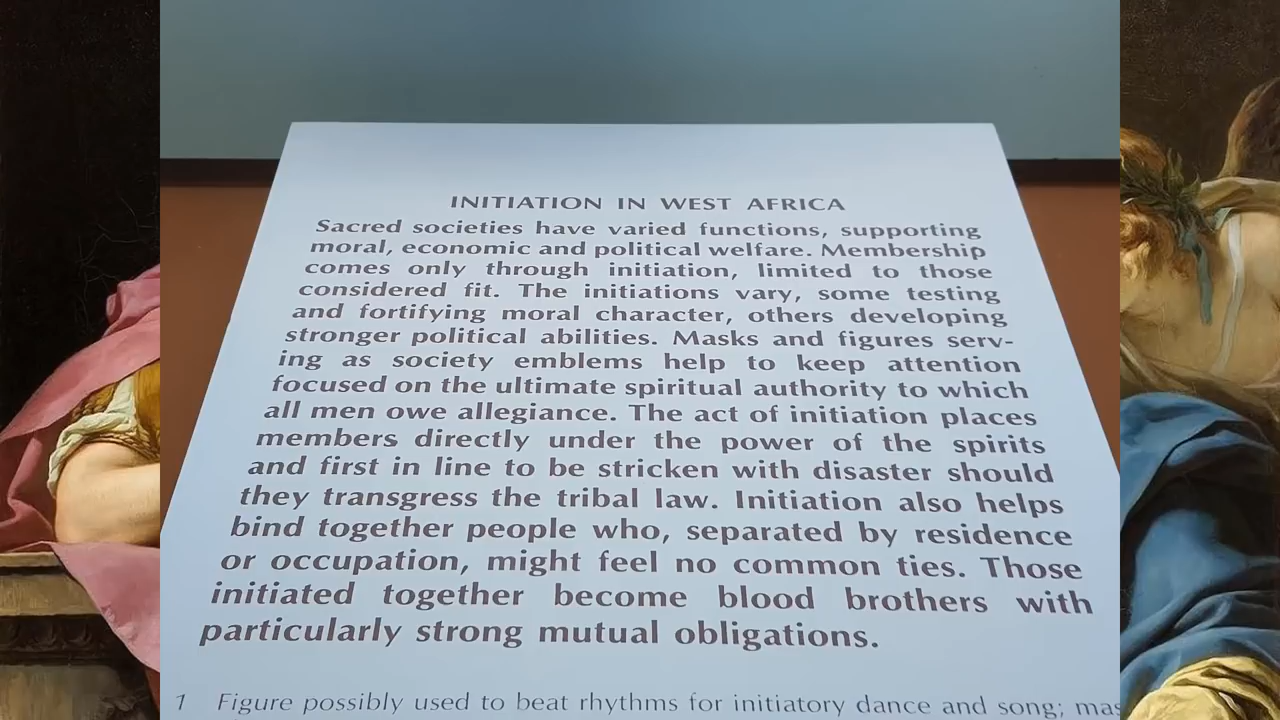 INITIATION IN WEST AFRICA
Sacred societies have varied functions, supporting
moral, economic and political welfare. Membership
comes only through initiation, limited to those
considered fit. The initiations vary, some testing
and fortifying moral character, others developing
stronger political abilities. Masks and figures serv-
ing as society emblems help to keep attention
focused on the ultimate spiritual authority to which
all men owe allegiance. The act of initiation places
members directly under the power of the spirits
and first in line to be stricken with disaster should
they transgress the tribal law. Initiation also helps
bind together people who, separated by residence
or occupation, might feel no common ties. Those
initiated together become blood brothers with
particularly strong mutual obligations.
1 Figure possibly used to beat rhythms for initiatory dance and song;